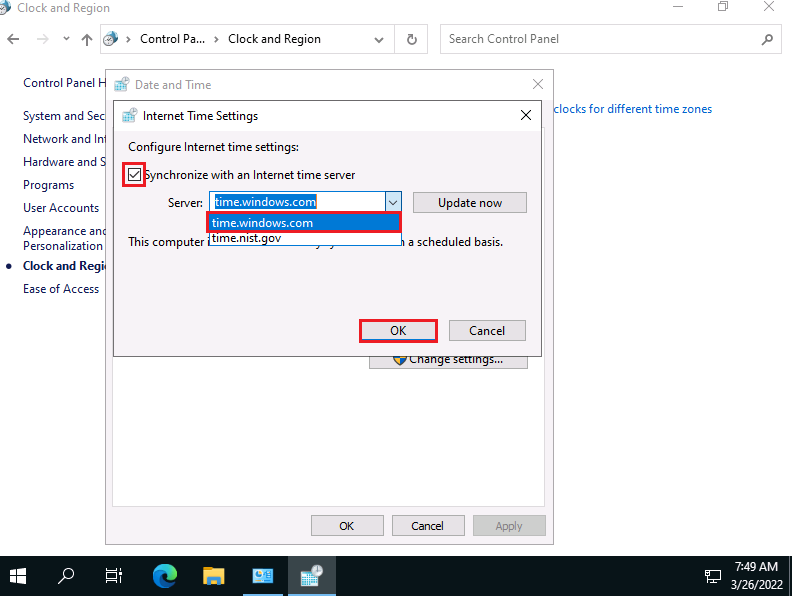 Clock and Region
Control Pa... Clock and Region
Search Control Panel
Control Panel H
System and Sec
Network and Int
Hardware and S
Programs
User Accounts
Appearance and
Personalization
Clock and Regi
Ease of Access
clocks for different time zones
Date and Time
Internet Time Settings
Configure Internet time settings:
Synchronize with an Internet time server
Server: time.windows.com Update now
time.windows.com
time.nist.gov
This computer a scheduled basis.
OK Cancel
Change settings...
OK Cancel Apply
7:49 AM
3/26/2022